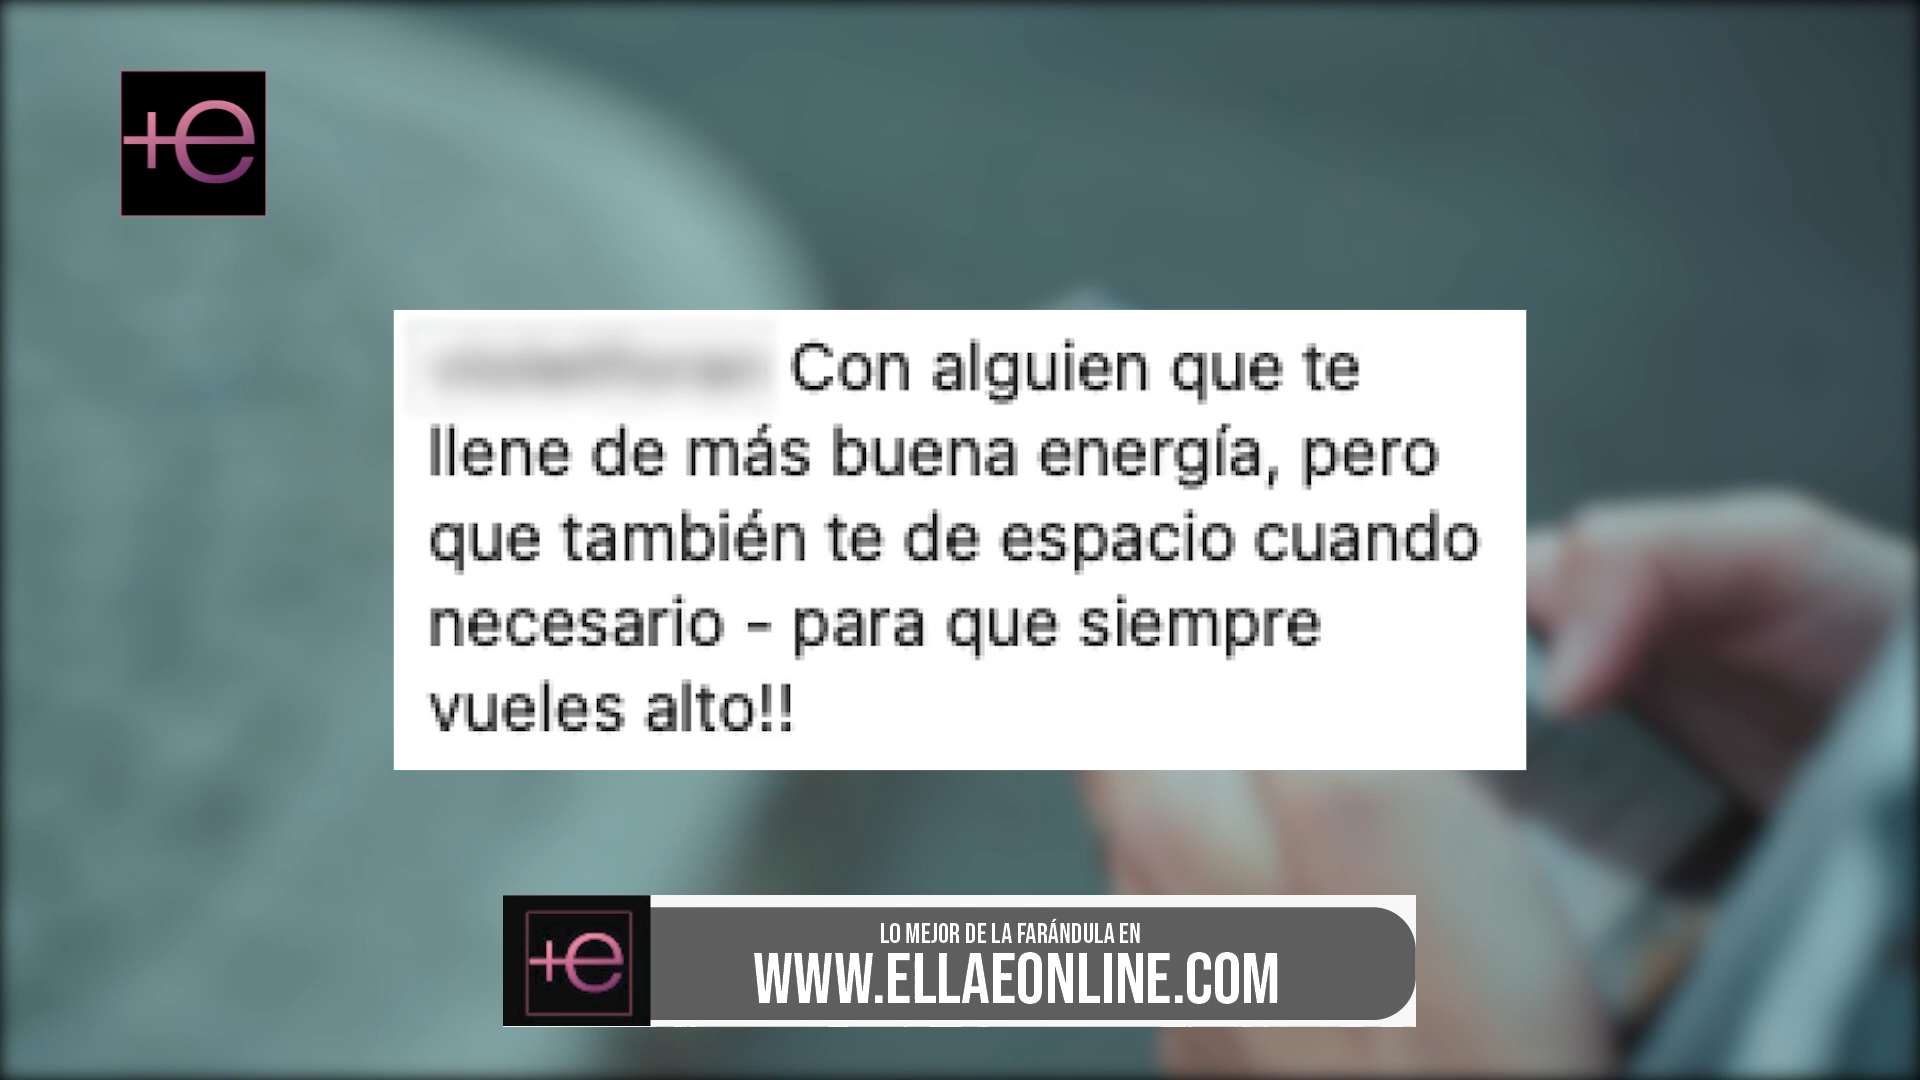 +e
Con alguien que te
llene de más buena energía, pero
que también te de espacio cuando
necesario - para que siempre
vueles alto!!
+e
LO MEJOR DE LA FARÁNDULA EN
WWW.ELLAEONLINE.COM